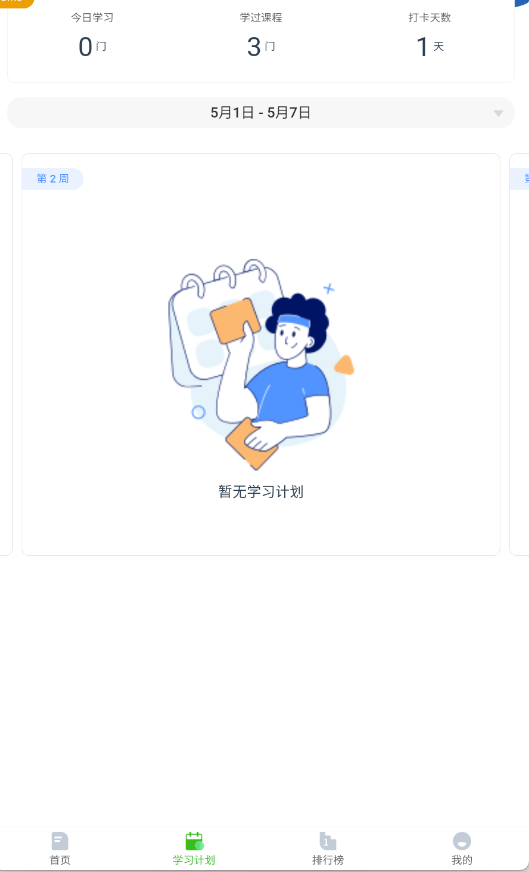 今日学习 学过课程 打卡天数
0 门 3 门 1 天
5月1日 - 5月7日
第 2 周
暂无学习计划
首页 学习计划 排行榜 我的